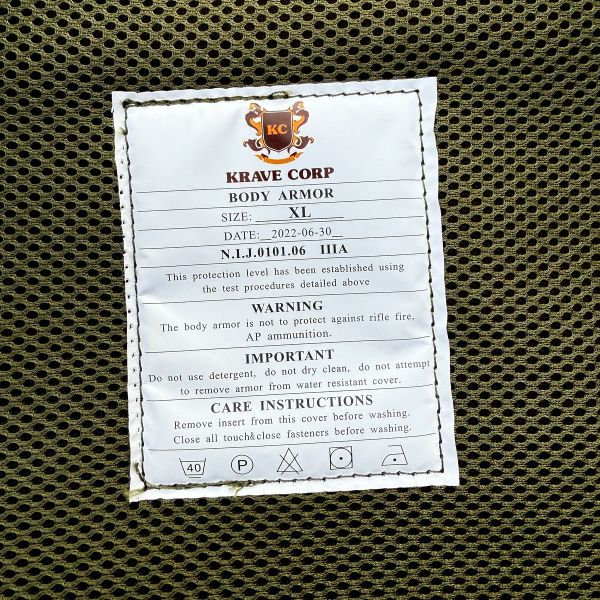 KC
KRAVE CORP
BODY ARMOR
SIZE: XL
DATE: 2022-06-30
N.I.J.0101.06 IIIA
This protection level has been established using
the test procedures detailed above
WARNING
The body armor is not to protect against rifle fire,
AP ammunition.
IMPORTANT
Do not use detergent, do not dry clean, do not attempt
to remove armor from water resistant cover.
CARE INSTRUCTIONS
Remove insert from this cover before washing.
Close all touch&close fasteners before washing.
40 P